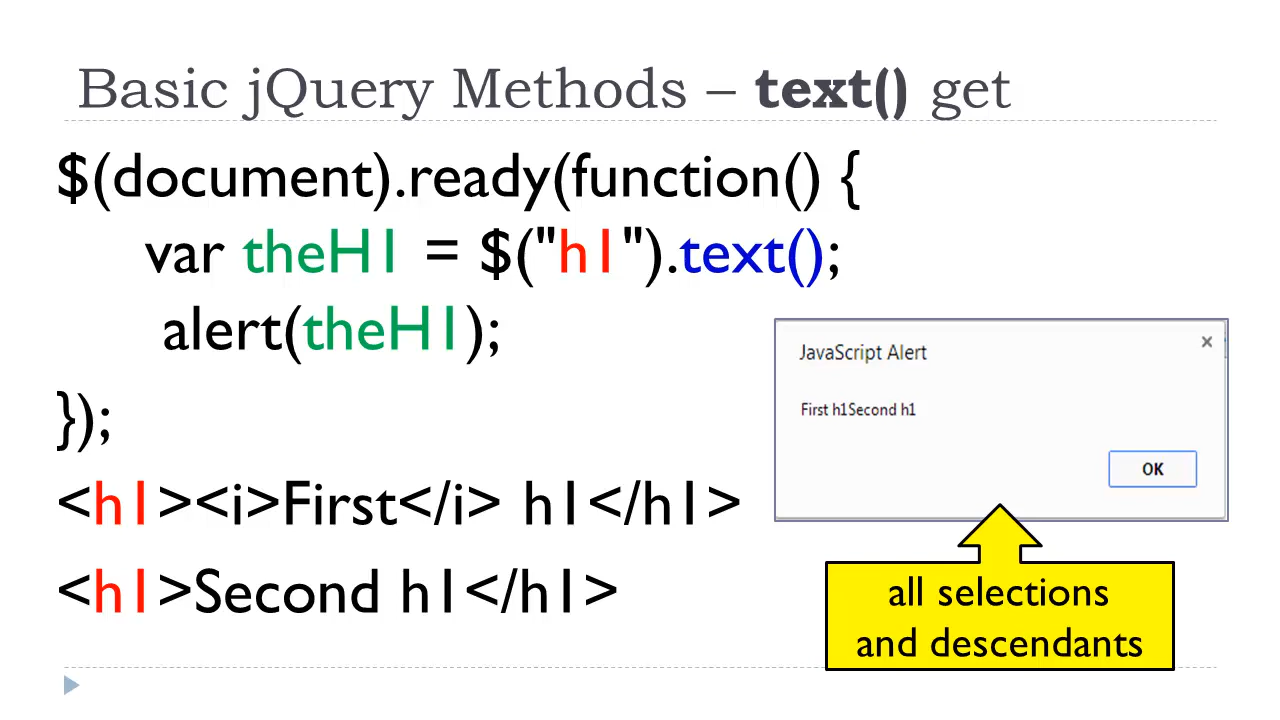 Basic jQuery Methods – text() get
$(document).ready(function() {
var theH1 = $("h1").text();
alert(theH1);
});
<h1><i>First</i> h1</h1>
<h1>Second h1</h1>
JavaScript Alert
×
First h1Second h1
OK
all selections
and descendants